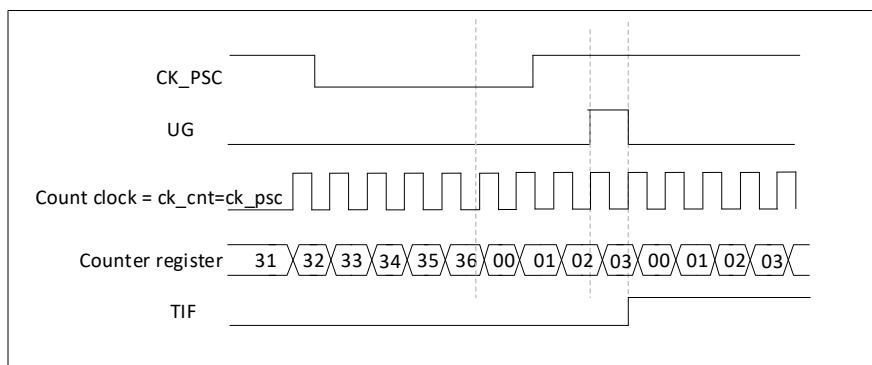 CK_PSC
UG
Count clock = ck_cnt=ck_psc
Counter register 31 32 33 34 35 36 00 01 02 03 00 01 02 03
TIF